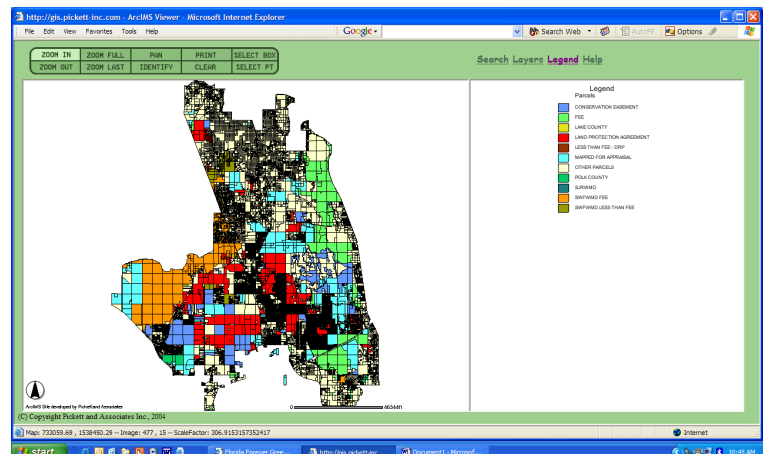 http://gis.pickett-inc.com - ArcIMS Viewer - Microsoft Internet Explorer
File Edit View Favorites Tools Help
Google Search Web AutoFill Options
ZOOM IN ZOOM FULL PAN PRINT SELECT BOX
ZOOM OUT ZOOM LAST IDENTIFY CLEAR SELECT PT
Search Layers Legend Help
Legend
Parcels
CONSERVATION EASEMENT
FEE
LAKE COUNTY
LAND PROTECTION AGREEMENT
LESS THAN FEE - DRP
MAPPED FOR APPRAISAL
OTHER PARCELS
POLK COUNTY
SJRWMD
SWFWMD FEE
SWFWMD LESS THAN FEE
ArcIMS Site developed by Pickett and Associates
0 46344ft
(C) Copyright Pickett and Associates Inc., 2004
Map: 733059.69 , 1538450.29 -- Image: 477 , 15 -- ScaleFactor: 306.9153157352417
Internet
start
Florida Forever Gree...
http://gis.pickett-inc...
Document1 - Microsof...
10:45 AM